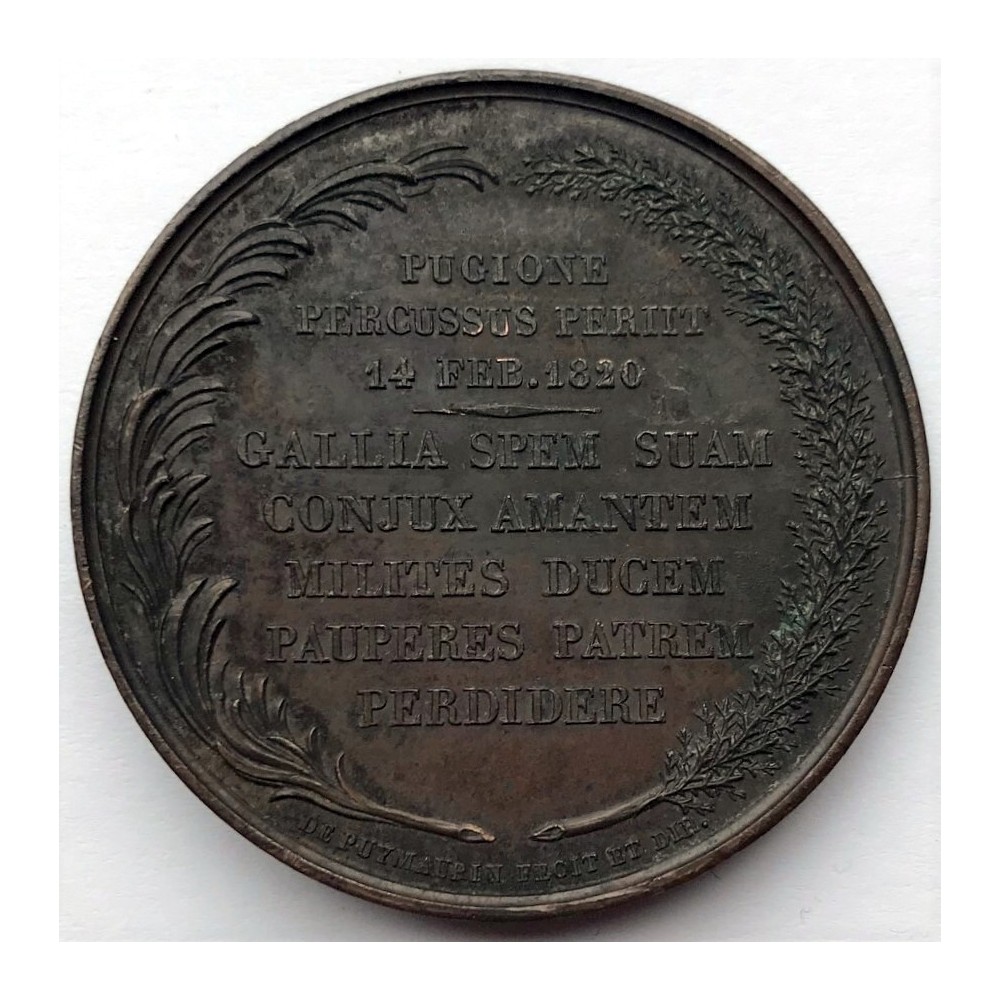 PUGIONE
PERCUSSUS PERIIT
14 FEB. 1820
GALLIA SPEM SUAM
CONJUX AMANTEM
MILITES DUCEM
PAUPERES PATREM
PERDIDERE
DE PUYMAURIN FECIT ET DIR.